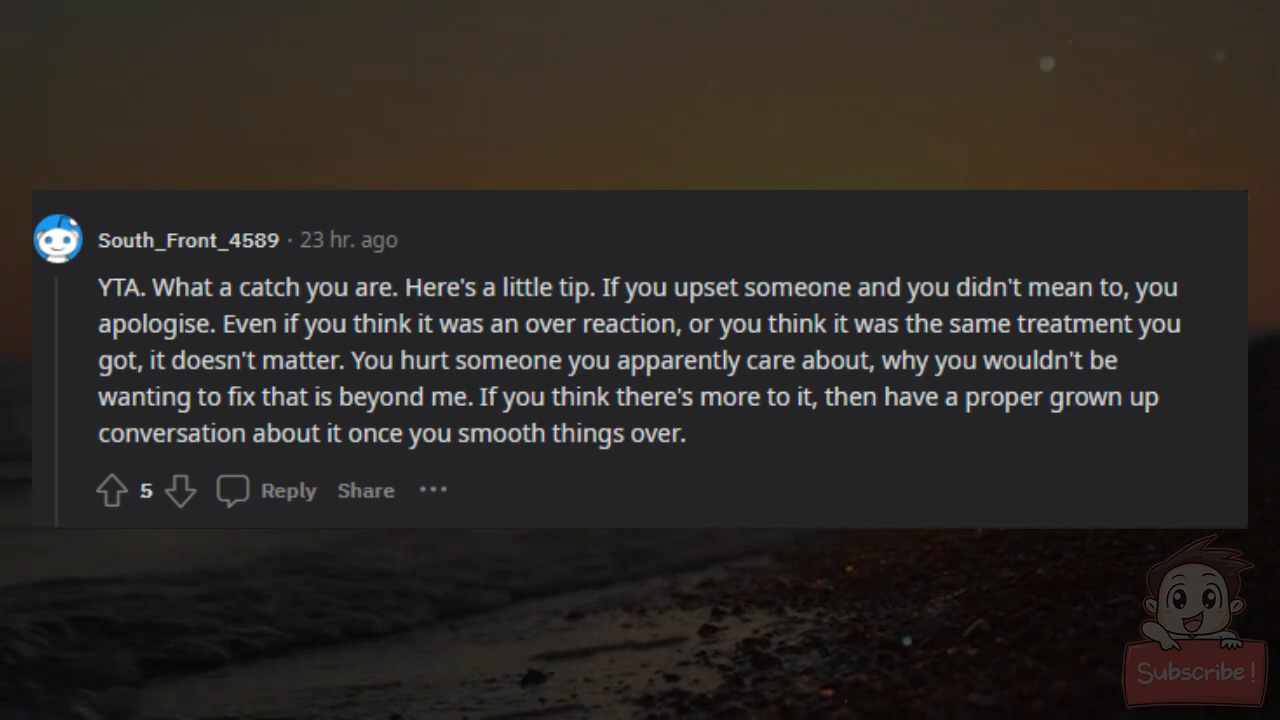 South_Front_4589 · 23 hr. ago
YTA. What a catch you are. Here's a little tip. If you upset someone and you didn't mean to, you
apologise. Even if you think it was an over reaction, or you think it was the same treatment you
got, it doesn't matter. You hurt someone you apparently care about, why you wouldn't be
wanting to fix that is beyond me. If you think there's more to it, then have a proper grown up
conversation about it once you smooth things over.
5 Reply Share ···
Subscribe!